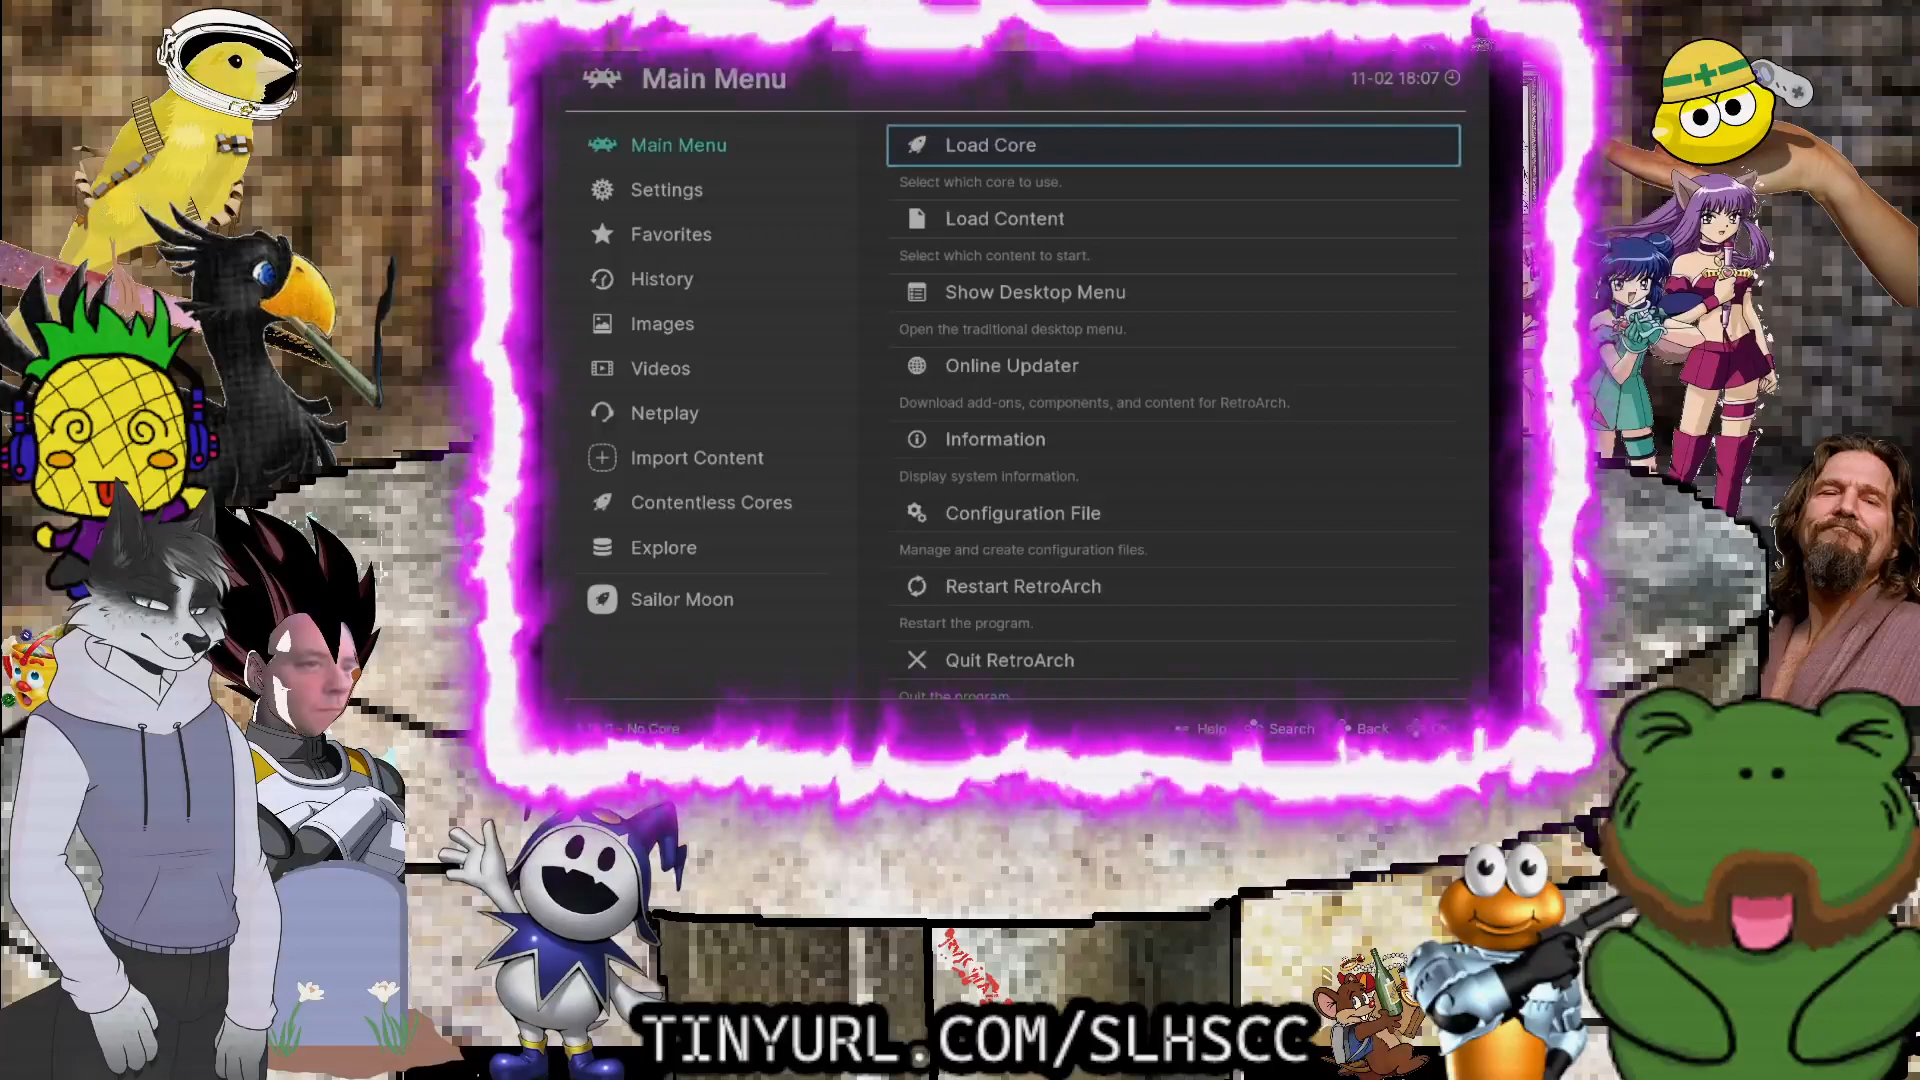 Main Menu
11-02 18:07
Main Menu
Settings
Favorites
History
Images
Videos
Netplay
Import Content
Contentless Cores
Explore
Sailor Moon
Load Core
Select which core to use.
Load Content
Select which content to start.
Show Desktop Menu
Open the traditional desktop menu.
Online Updater
Download add-ons, components, and content for RetroArch.
Information
Display system information.
Configuration File
Manage and create configuration files.
Restart RetroArch
Restart the program.
Quit RetroArch
Quit the program.
- No Core
Help
Search
Back
TINYURL.COM/SLHSCC